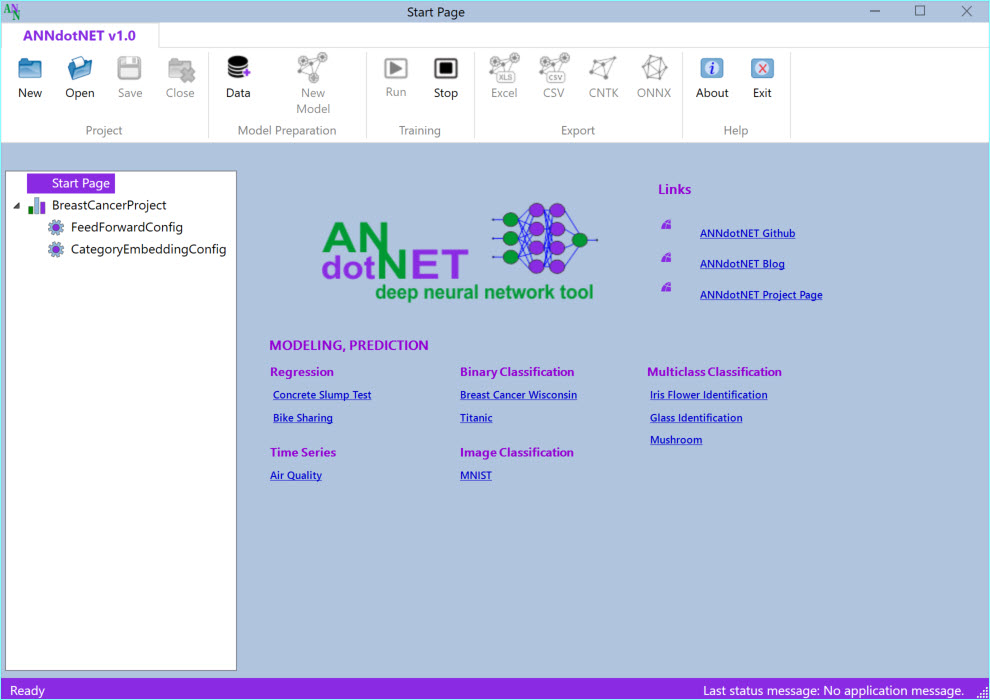 AN
N
Start Page
ANNdotNET v1.0
New
Open
Save
Close
Project
Data
New
Model
Model Preparation
Run
Stop
Training
XLS
Excel
CSV
CSV
CNTK
ONNX
Export
About
Exit
Help
Start Page
BreastCancerProject
FeedForwardConfig
CategoryEmbeddingConfig
AN
dotNET
deep neural network tool
Links
ANNdotNET Github
ANNdotNET Blog
ANNdotNET Project Page
MODELING, PREDICTION
Regression
Concrete Slump Test
Bike Sharing
Binary Classification
Breast Cancer Wisconsin
Titanic
Multiclass Classification
Iris Flower Identification
Glass Identification
Mushroom
Time Series
Air Quality
Image Classification
MNIST
Ready
Last status message: No application message.